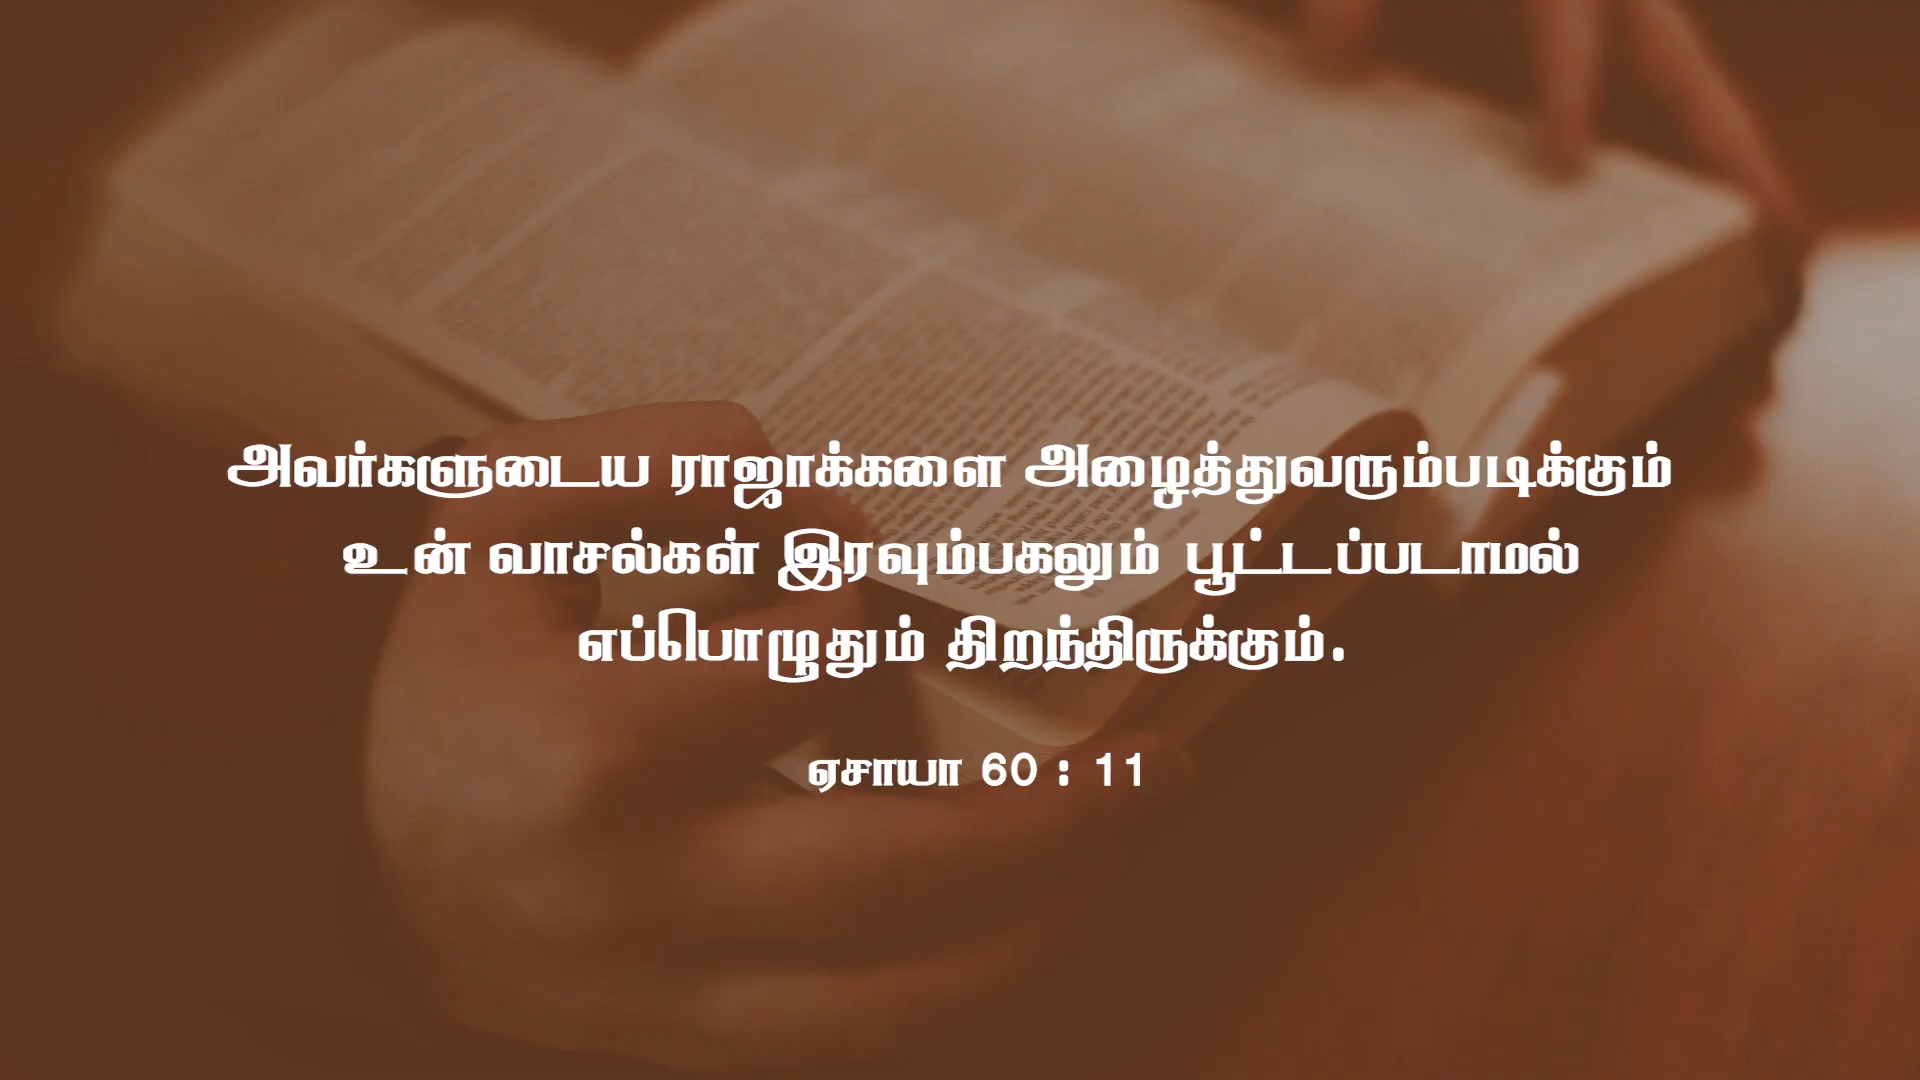 அவர்களுடைய ராஜாக்களை அழைத்துவரும்படிக்கும்
உன் வாசல்கள் இரவும்பகலும் பூட்டப்படாமல்
எப்பொழுதும் திறந்திருக்கும்.
ஏசாயா 60 : 11